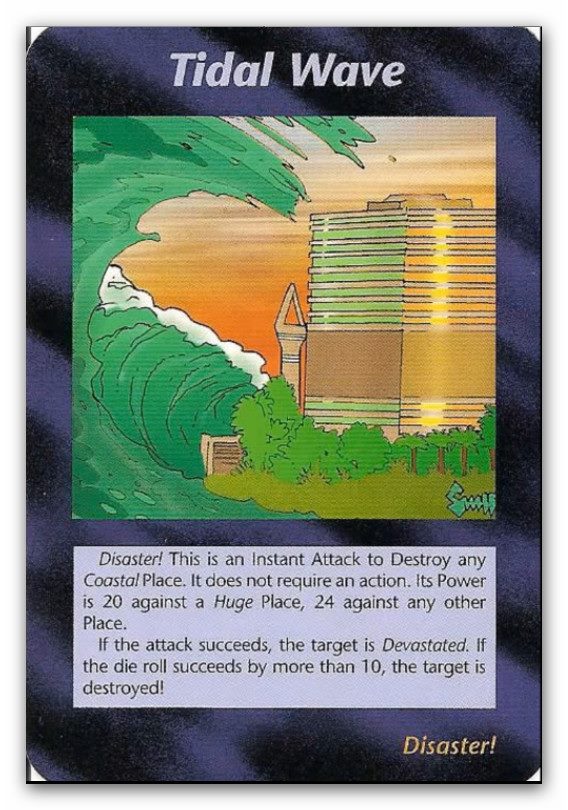 Tidal Wave
Disaster! This is an Instant Attack to Destroy any
Coastal Place. It does not require an action. Its Power
is 20 against a Huge Place, 24 against any other
Place.
If the attack succeeds, the target is Devastated. If
the die roll succeeds by more than 10, the target is
destroyed!
Disaster!